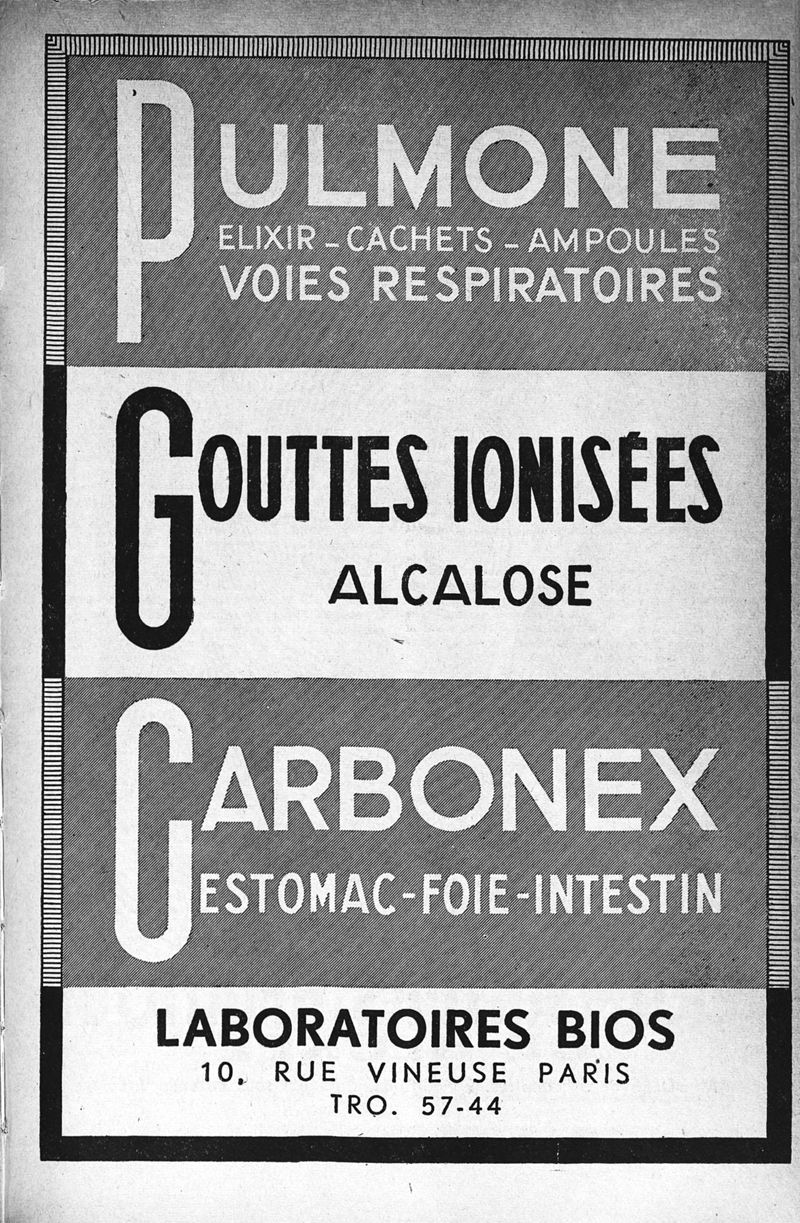 PULMONE
ELIXIR - CACHETS - AMPOULES
VOIES RESPIRATOIRES
GOUTTES IONISÉES
ALCALOSE
CARBONEX
ESTOMAC-FOIE-INTESTIN
LABORATOIRES BIOS
10, RUE VINEUSE PARIS
TRO. 57-44